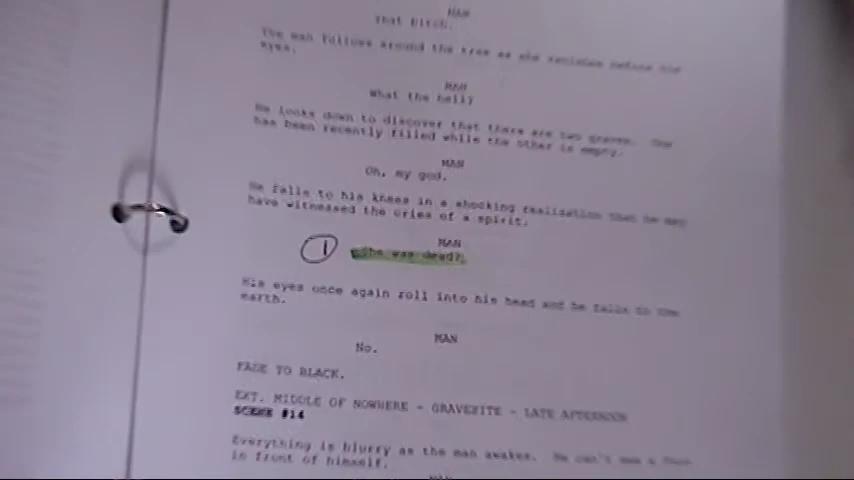 MAN
That bitch.
The man follows around the tree as she vanishes before his
eyes.
MAN
What the hell?
He looks down to discover that there are two graves. One
has been recently filled while the other is empty.
MAN
Oh, my god.
He falls to his knees in a shocking realization that he may
have witnessed the cries of a spirit.
MAN
1 She was dead?
His eyes once again roll into his head and he falls to the
earth.
MAN
No.
FADE TO BLACK.
EXT. MIDDLE OF NOWHERE - GRAVESITE - LATE AFTERNOON
SCENE #14
Everything is blurry as the man awakes. He can't see a
in front of himself.
MAN